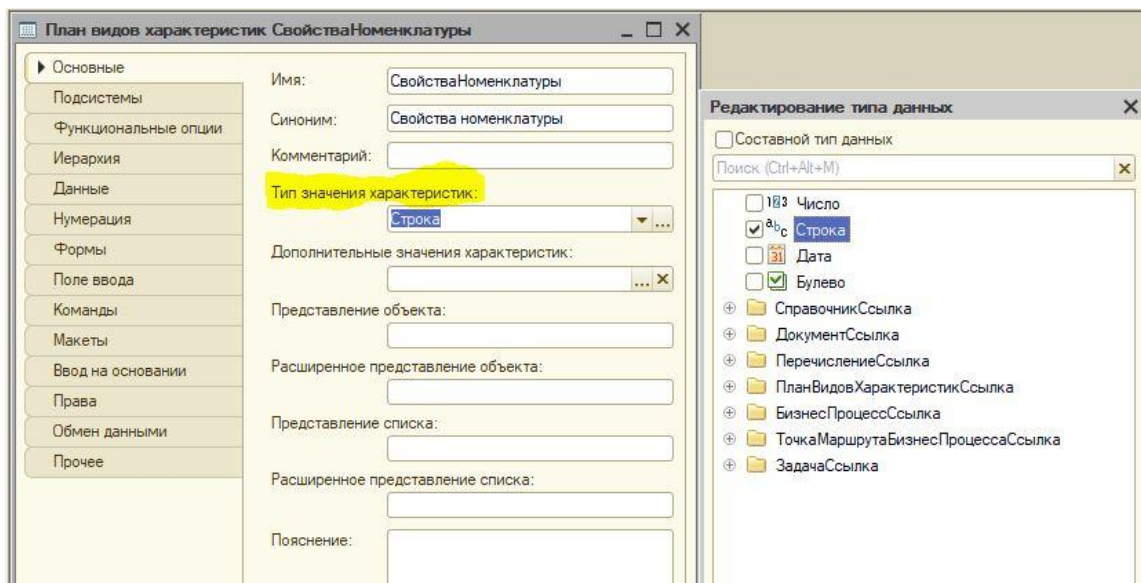 План видов характеристик СвойстваНоменклатуры
Основные
Подсистемы
Функциональные опции
Иерархия
Данные
Нумерация
Формы
Поле ввода
Команды
Макеты
Ввод на основании
Права
Обмен данными
Прочее
Имя: СвойстваНоменклатуры
Синоним: Свойства номенклатуры
Комментарий:
Тип значения характеристик:
Строка
Дополнительные значения характеристик:
Представление объекта:
Расширенное представление объекта:
Представление списка:
Расширенное представление списка:
Пояснение:
Редактирование типа данных
Составной тип данных
Поиск (Ctrl+Alt+M)
Число
Строка
Дата
Булево
СправочникСсылка
ДокументСсылка
ПеречислениеСсылка
ПланВидовХарактеристикСсылка
БизнесПроцессСсылка
ТочкаМаршрутаБизнесПроцессаСсылка
ЗадачаСсылка